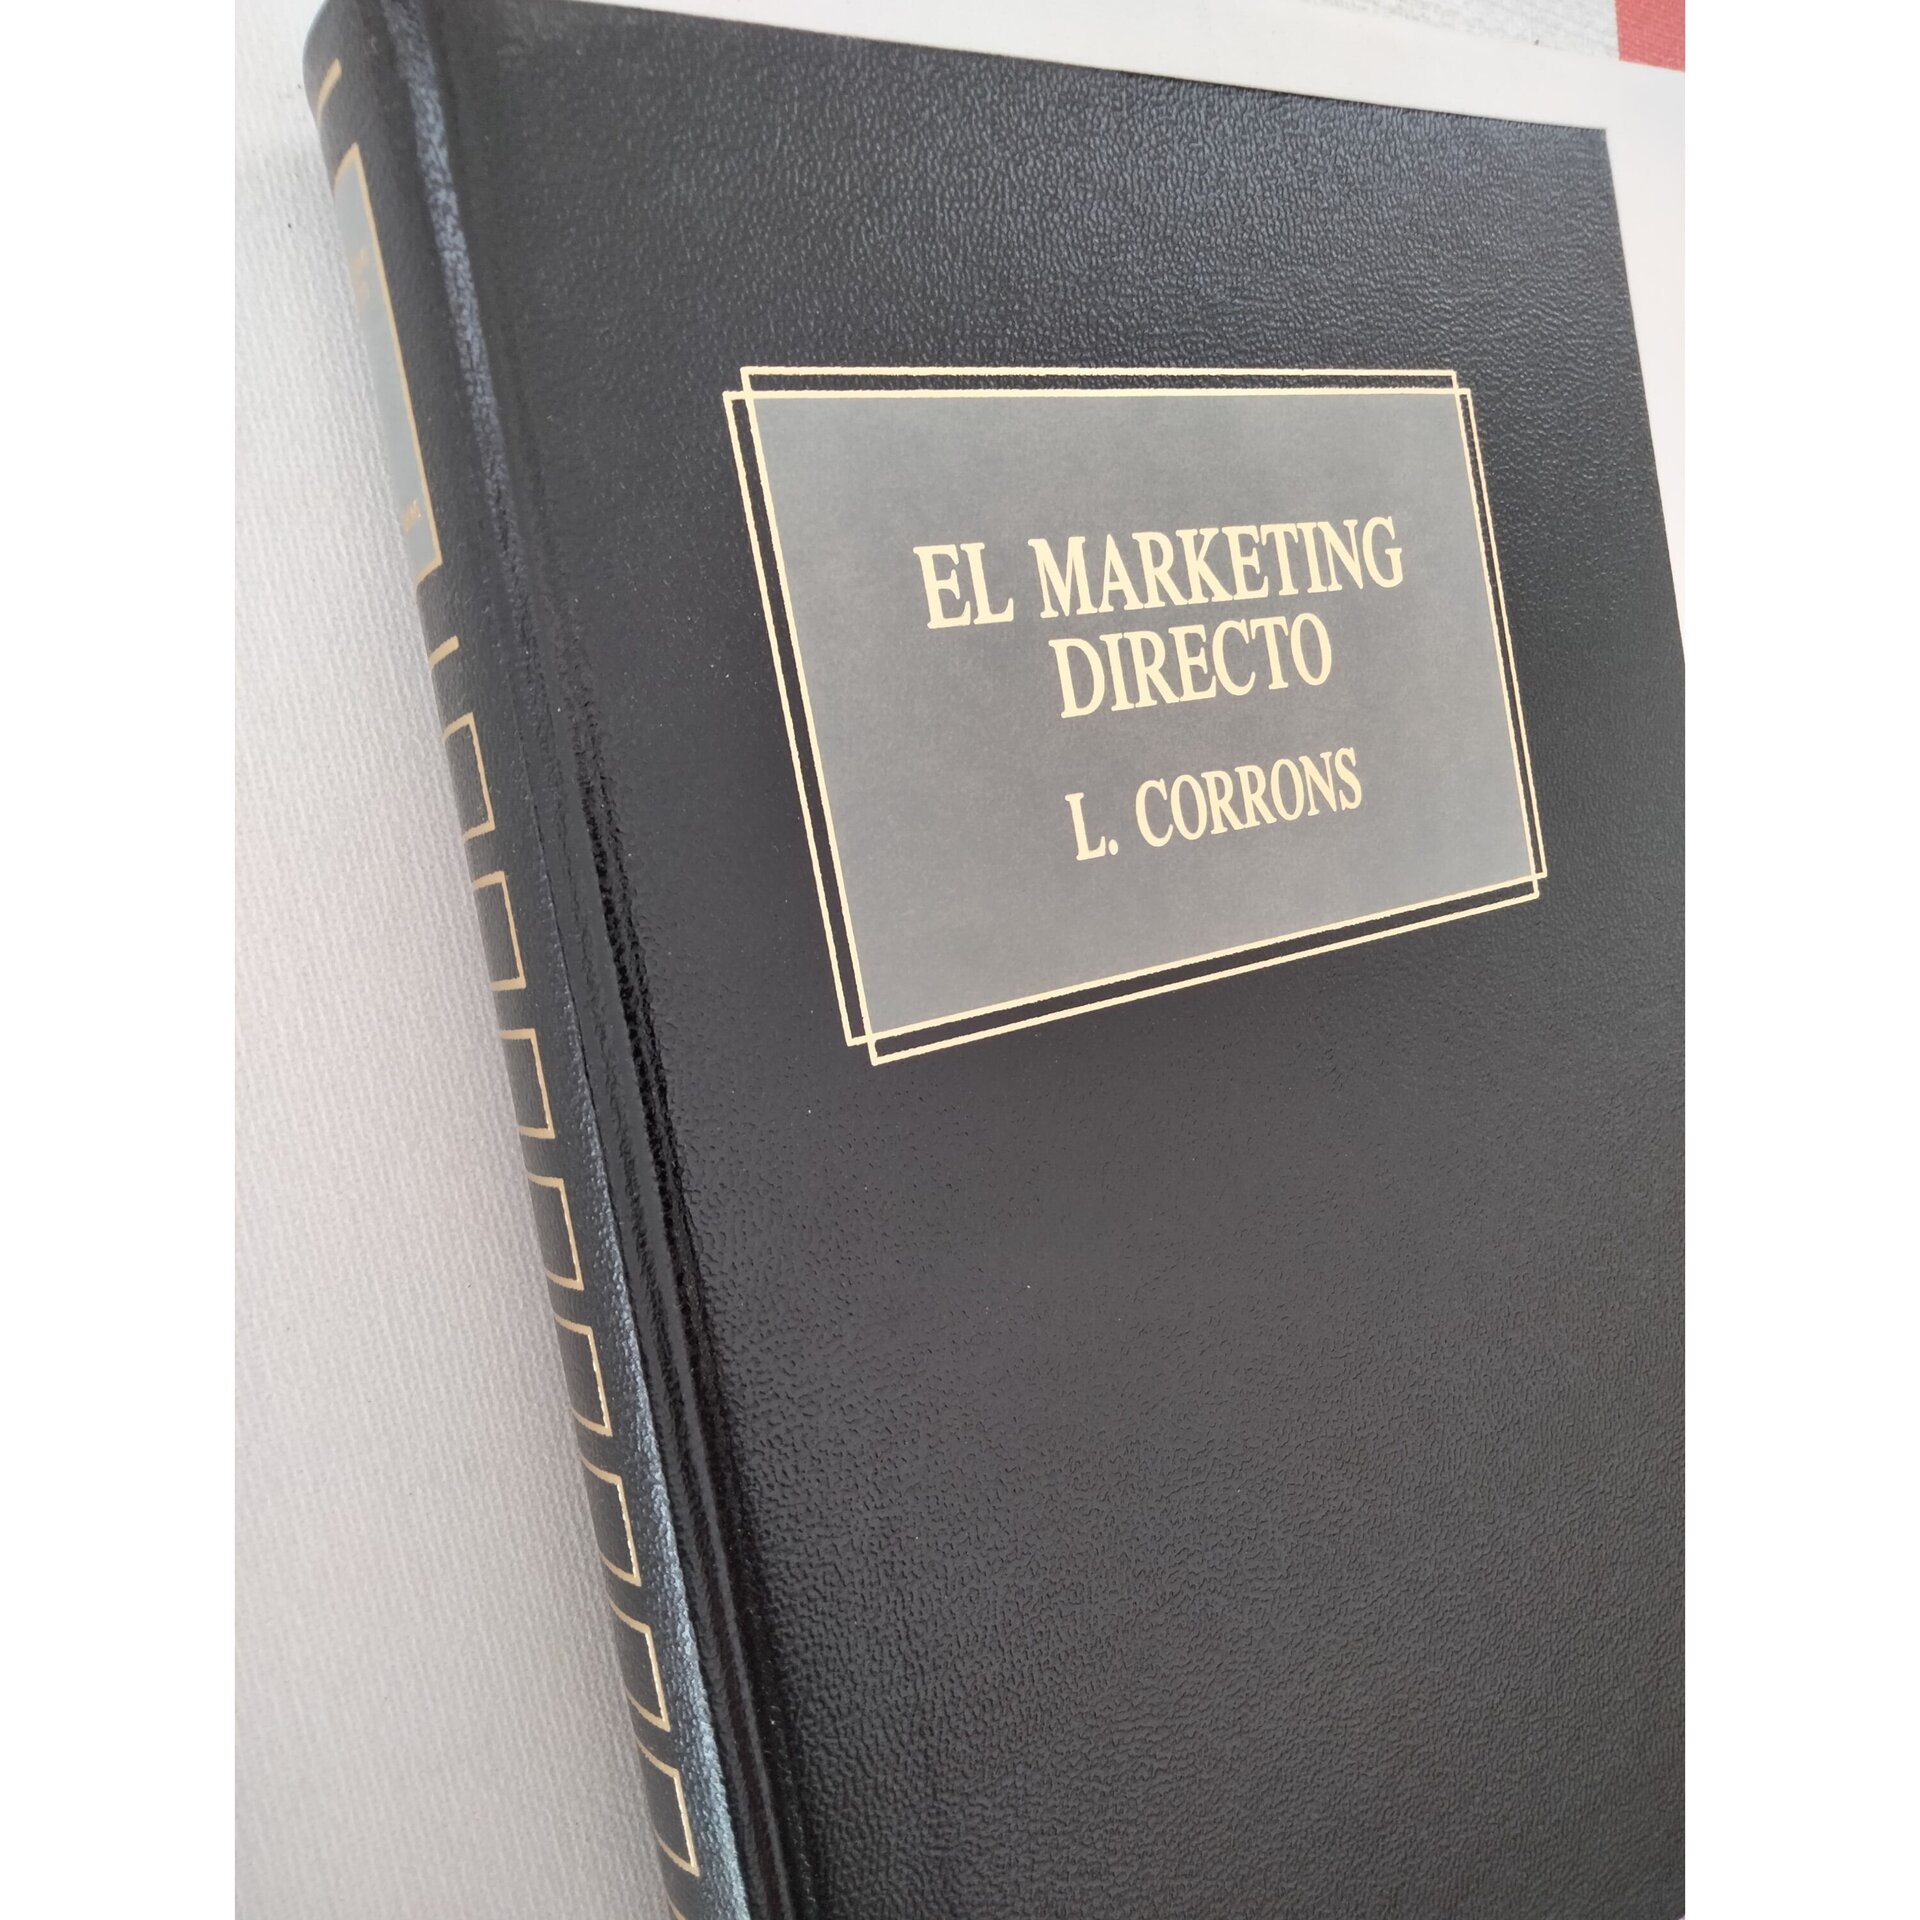 EL MARKETING
DIRECTO
L. CORRONS